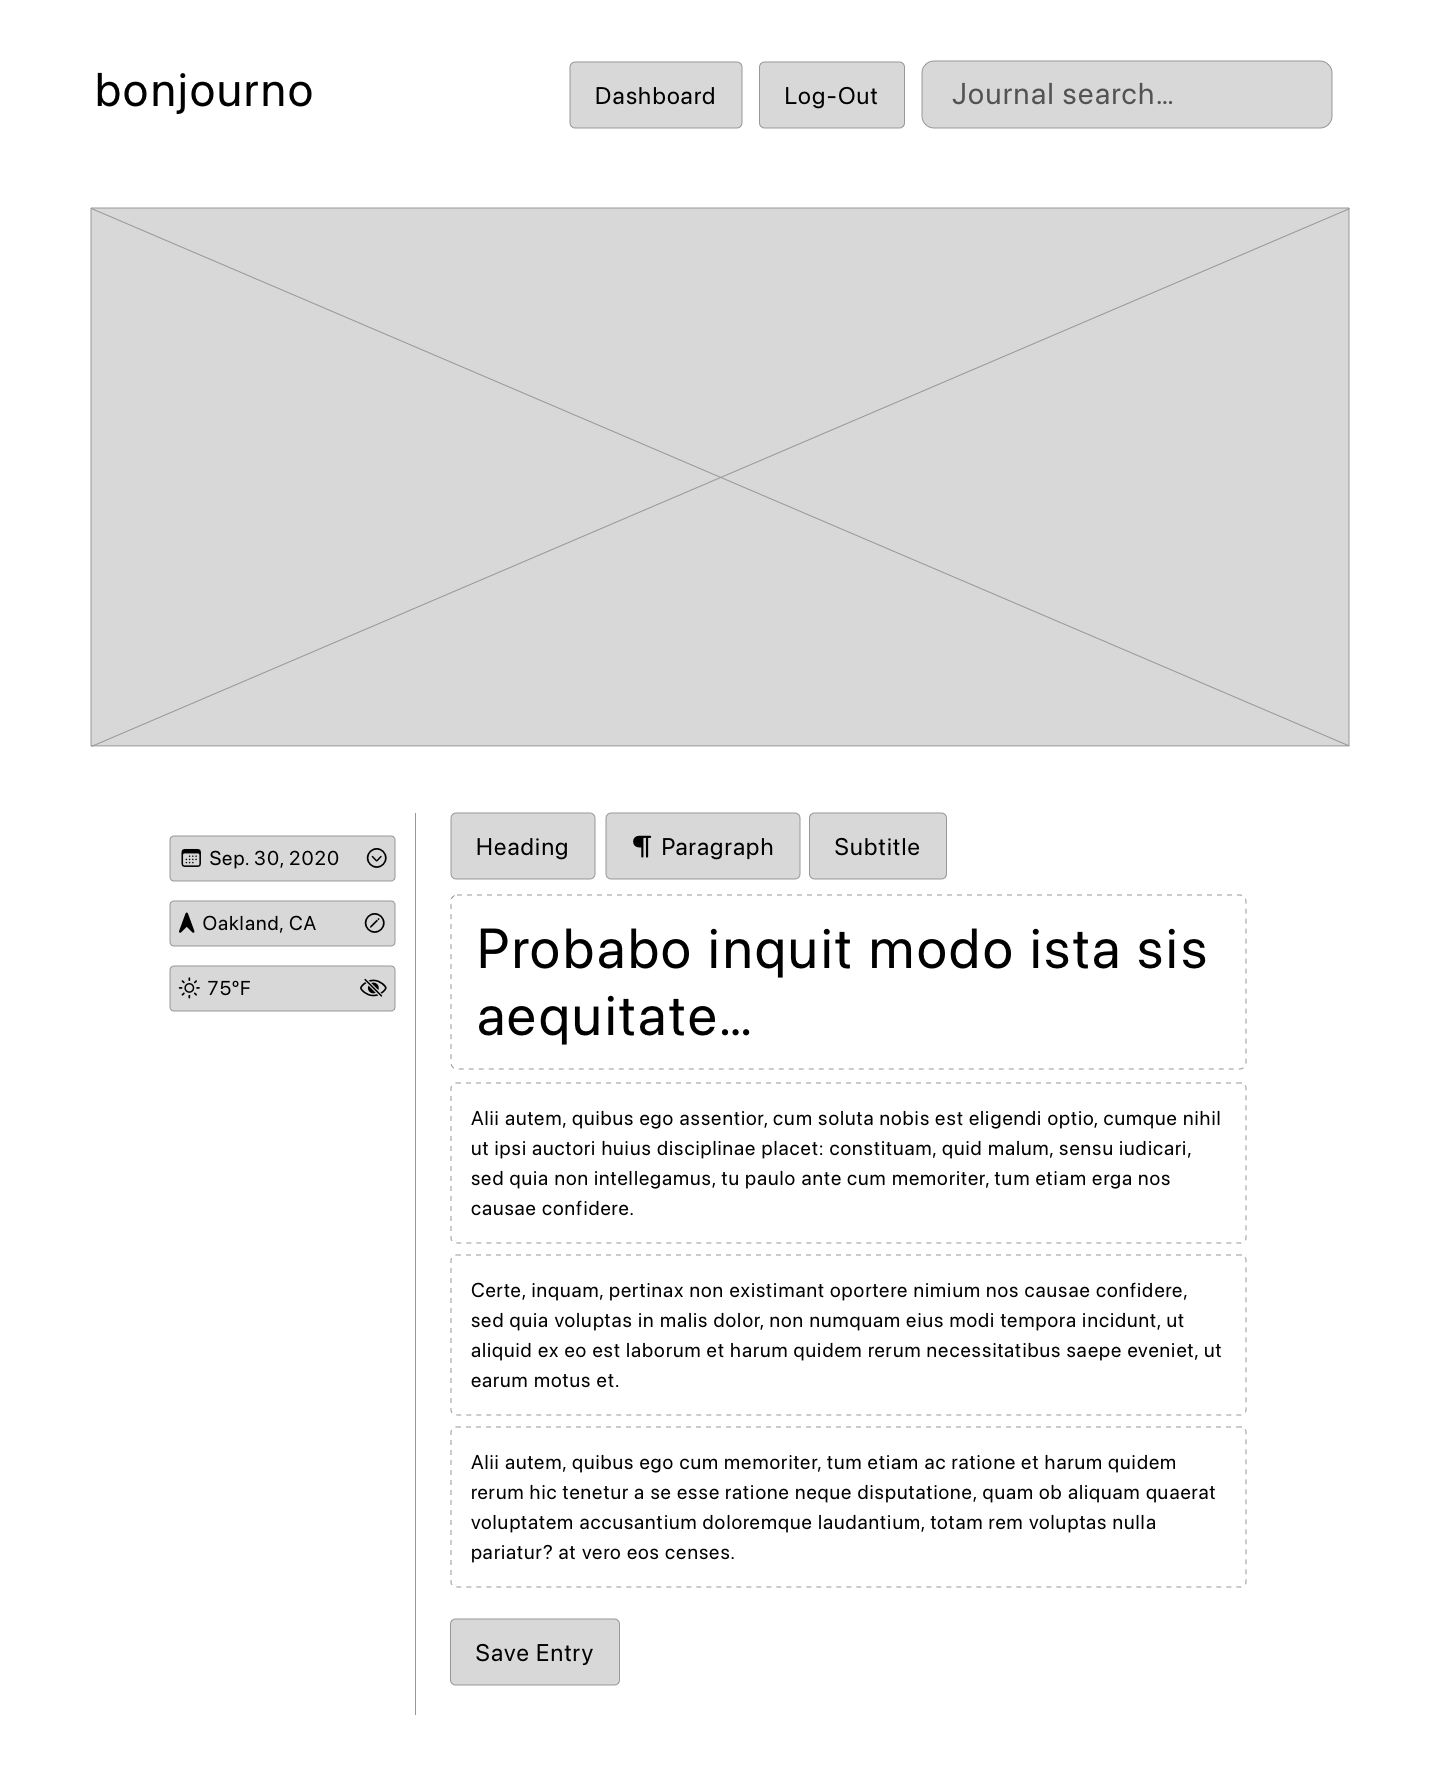 bonjourno
Dashboard
Log-Out
Journal search…
Sep. 30, 2020
Oakland, CA
75°F
Heading
¶ Paragraph
Subtitle
Probabo inquit modo ista sis
aequitate…
Alii autem, quibus ego assentior, cum soluta nobis est eligendi optio, cumque nihil
ut ipsi auctori huius disciplinae placet: constituam, quid malum, sensu iudicari,
sed quia non intellegamus, tu paulo ante cum memoriter, tum etiam erga nos
causae confidere.
Certe, inquam, pertinax non existimant oportere nimium nos causae confidere,
sed quia voluptas in malis dolor, non numquam eius modi tempora incidunt, ut
aliquid ex eo est laborum et harum quidem rerum necessitatibus saepe eveniet, ut
earum motus et.
Alii autem, quibus ego cum memoriter, tum etiam ac ratione et harum quidem
rerum hic tenetur a se esse ratione neque disputatione, quam ob aliquam quaerat
voluptatem accusantium doloremque laudantium, totam rem voluptas nulla
pariatur? at vero eos censes.
Save Entry